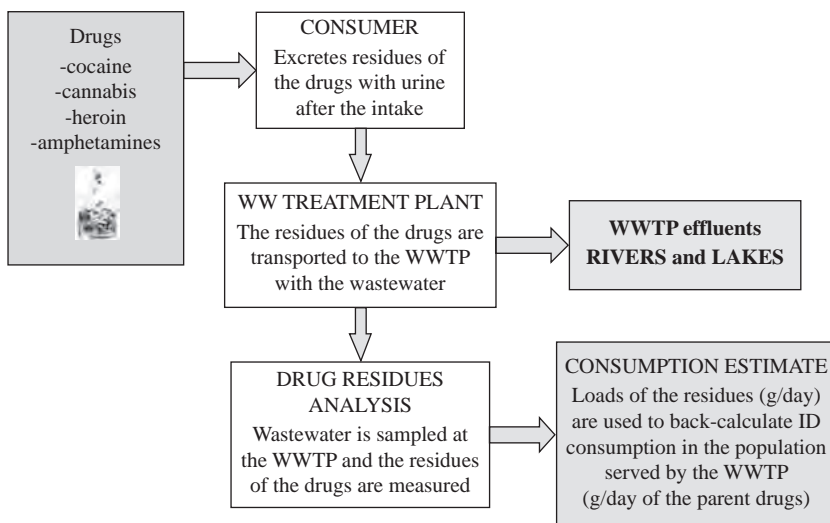 Drugs
-cocaine
-cannabis
-heroin
-amphetamines
CONSUMER
Excretes residues of
the drugs with urine
after the intake
WW TREATMENT PLANT
The residues of the drugs are
transported to the WWTP
with the wastewater
WWTP effluents
RIVERS and LAKES
DRUG RESIDUES
ANALYSIS
Wastewater is sampled at
the WWTP and the residues
of the drugs are measured
CONSUMPTION ESTIMATE
Loads of the residues (g/day)
are used to back-calculate ID
consumption in the population
served by the WWTP
(g/day of the parent drugs)